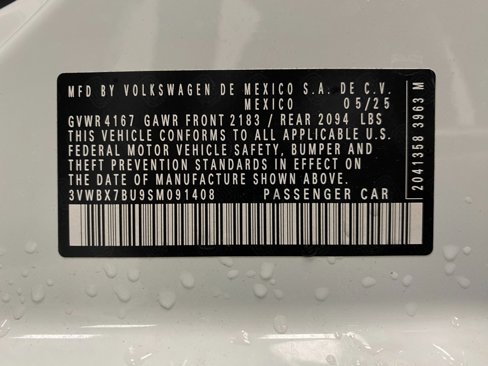 MFD BY VOLKSWAGEN DE MEXICO S.A. DE C.V.
MEXICO 05/25
GVWR 4167 GAWR FRONT 2183 / REAR 2094 LBS
THIS VEHICLE CONFORMS TO ALL APPLICABLE U.S.
FEDERAL MOTOR VEHICLE SAFETY, BUMPER AND
THEFT PREVENTION STANDARDS IN EFFECT ON
THE DATE OF MANUFACTURE SHOWN ABOVE.
3VWBX7BU9SM091408 PASSENGER CAR
2041358 3963 M